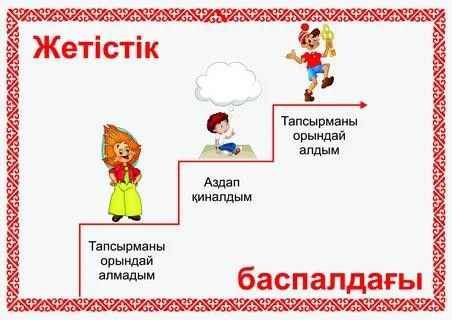 Жетістік
Тапсырманы
орындай
алдым
Аздап
қиналдым
Тапсырманы
орындай
алмадым
баспалдағы